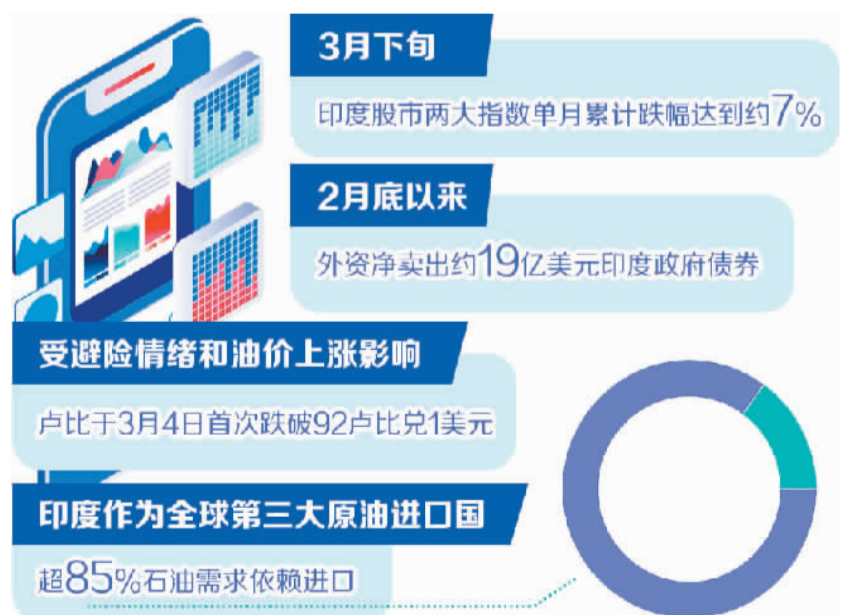 3月下旬
印度股市两大指数单月累计跌幅达到约7%
2月底以来
外资净卖出约19亿美元印度政府债券
受避险情绪和油价上涨影响
卢比于3月4日首次跌破92卢比兑1美元
印度作为全球第三大原油进口国
超85%石油需求依赖进口